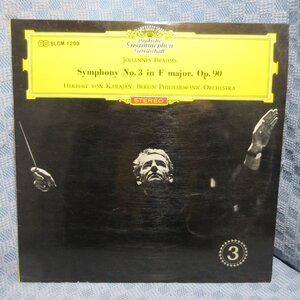 SLGM 1293
Deutsche
Grammophon
Gesellschaft
JOHANNES BRAHMS
Symphony No. 3 in F major, Op. 90
HERBERT VON KARAJAN, BERLIN PHILHARMONIC ORCHESTRA
STEREO
3